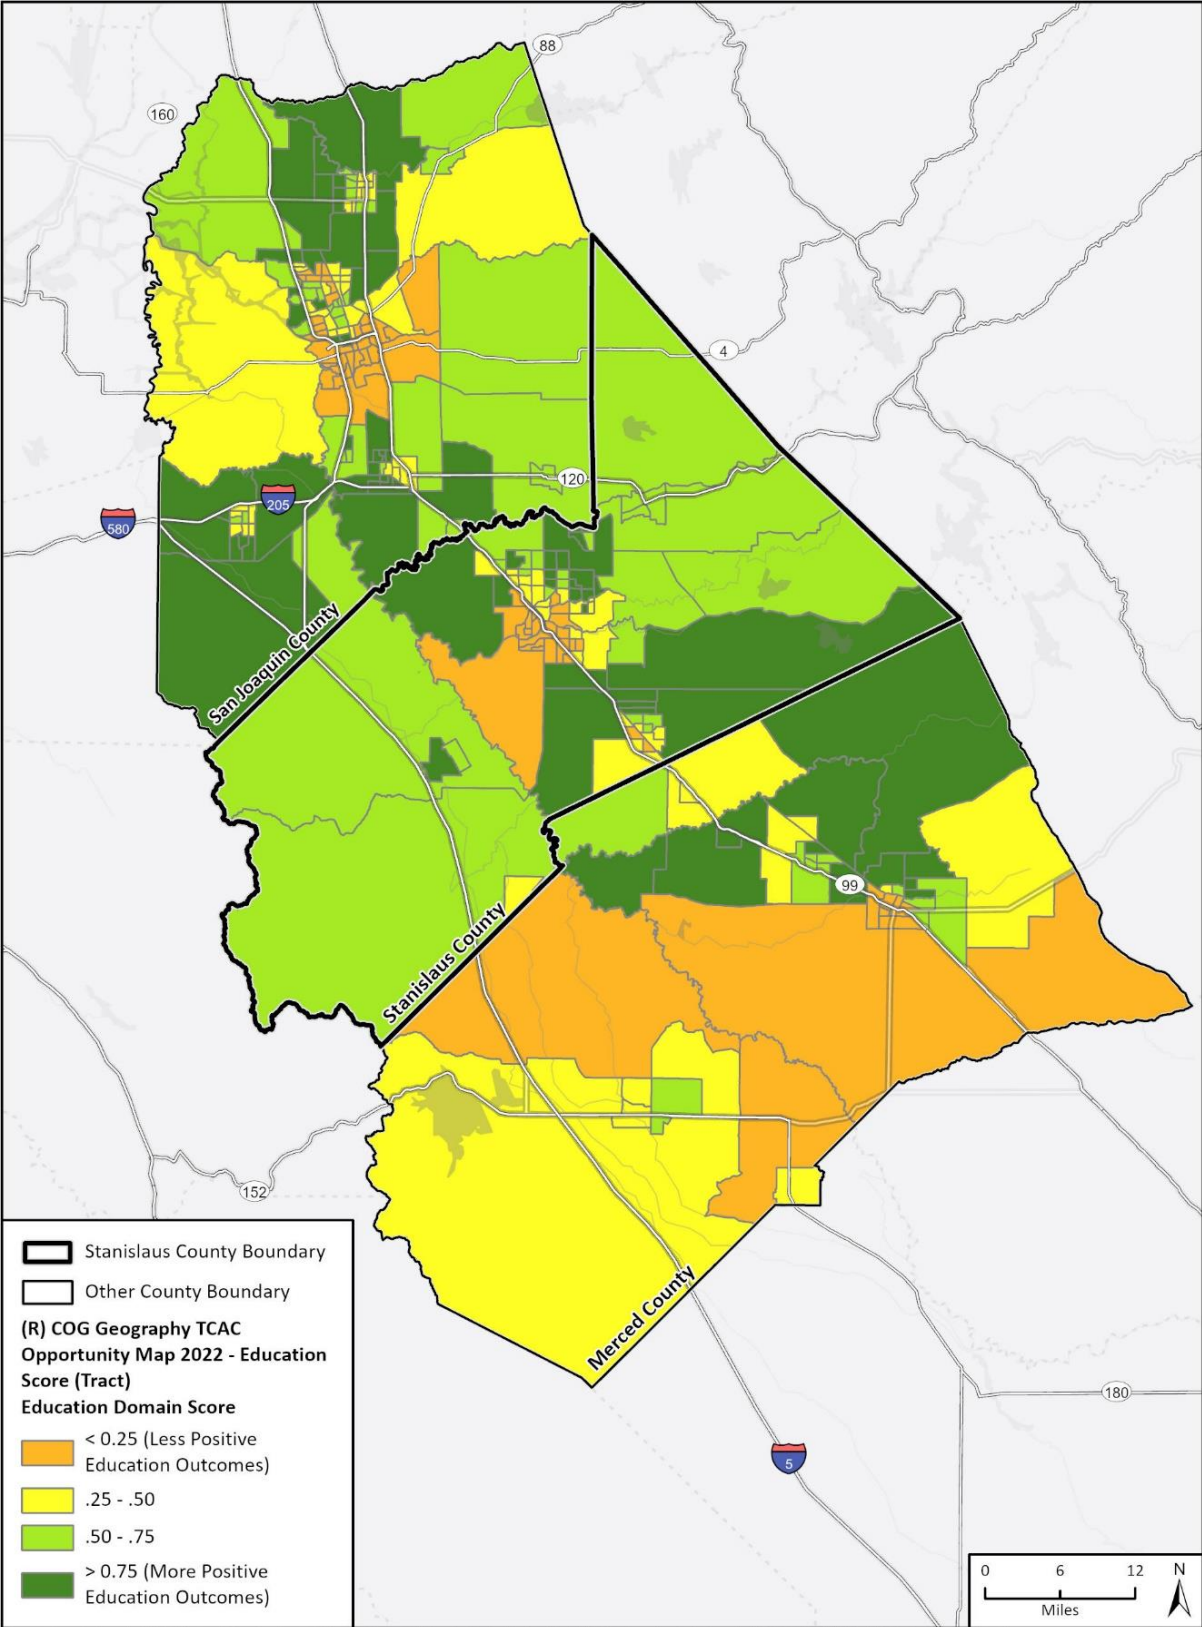 88
160
4
120
205
580
San Joaquin County
99
Stanislaus County
152
Merced County
180
5
Stanislaus County Boundary
Other County Boundary
(R) COG Geography TCAC
Opportunity Map 2022 - Education
Score (Tract)
Education Domain Score
< 0.25 (Less Positive
Education Outcomes)
.25 - .50
.50 - .75
> 0.75 (More Positive
Education Outcomes)
0 6 12
Miles
N